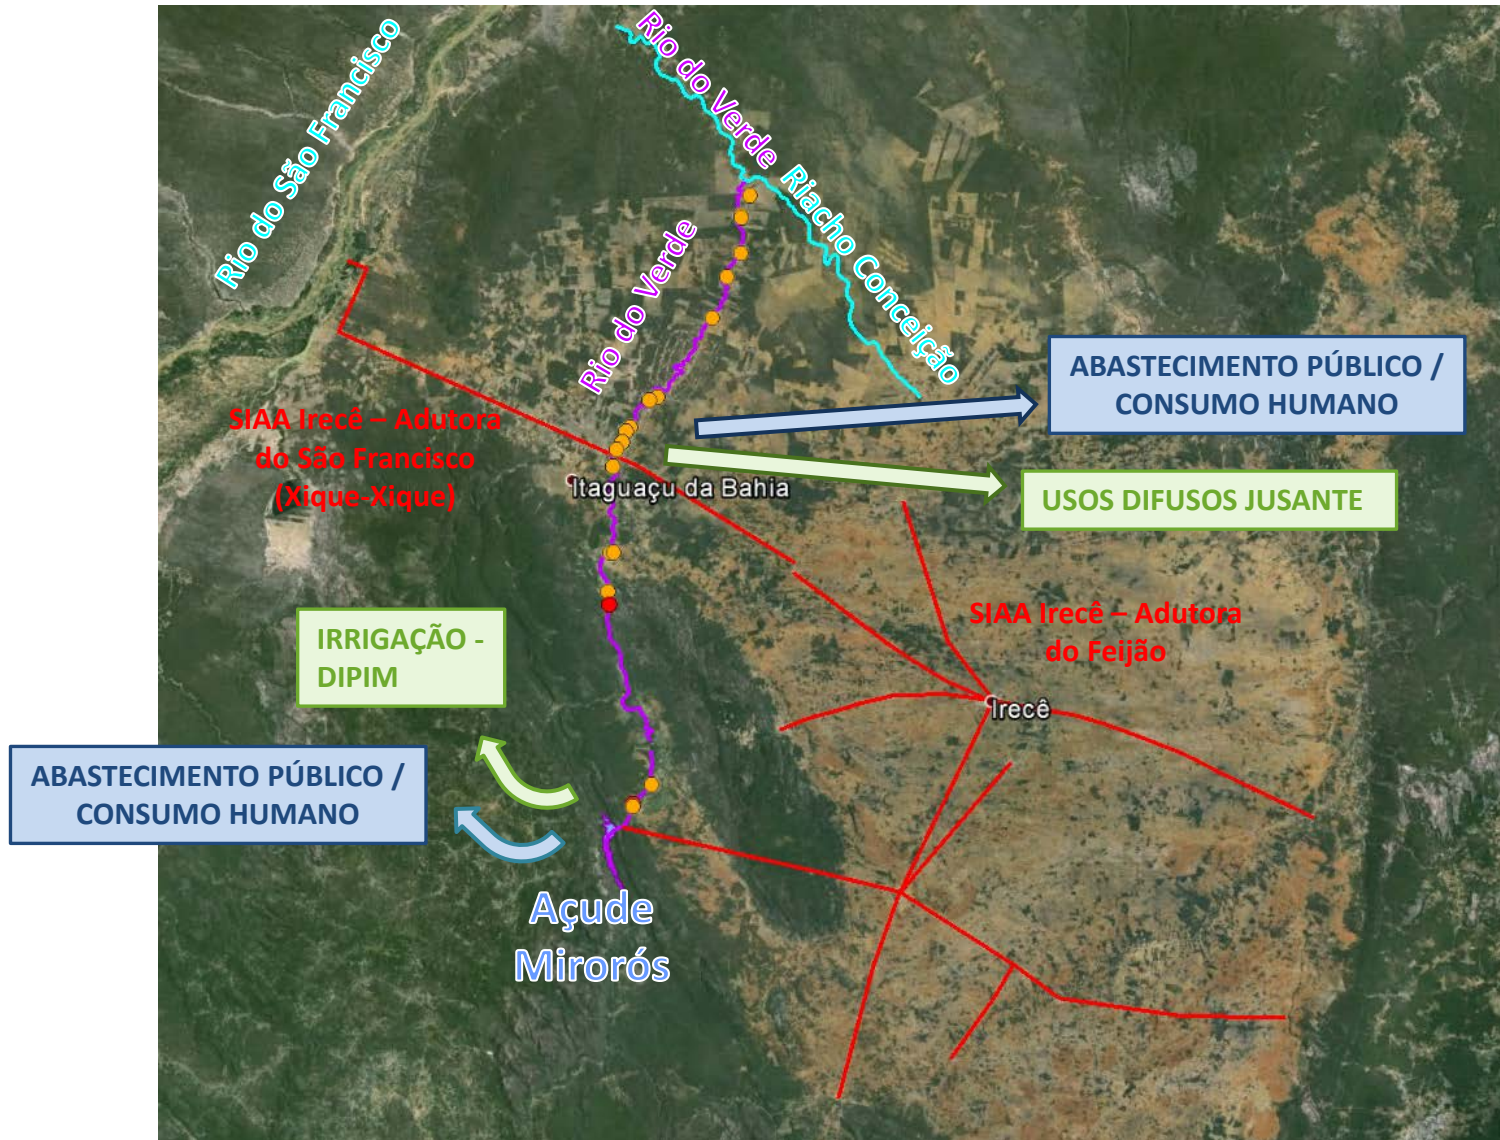 Rio do São Francisco
Rio do Verde
Riacho Conceição
Rio do Verde
ABASTECIMENTO PÚBLICO /
CONSUMO HUMANO
SIAA Irecê – Adutora
do São Francisco
(Xique-Xique)
Itaguaçu da Bahia
USOS DIFUSOS JUSANTE
SIAA Irecê – Adutora
do Feijão
IRRIGAÇÃO -
DIPIM
Irecê
ABASTECIMENTO PÚBLICO /
CONSUMO HUMANO
Açude
Mirorós